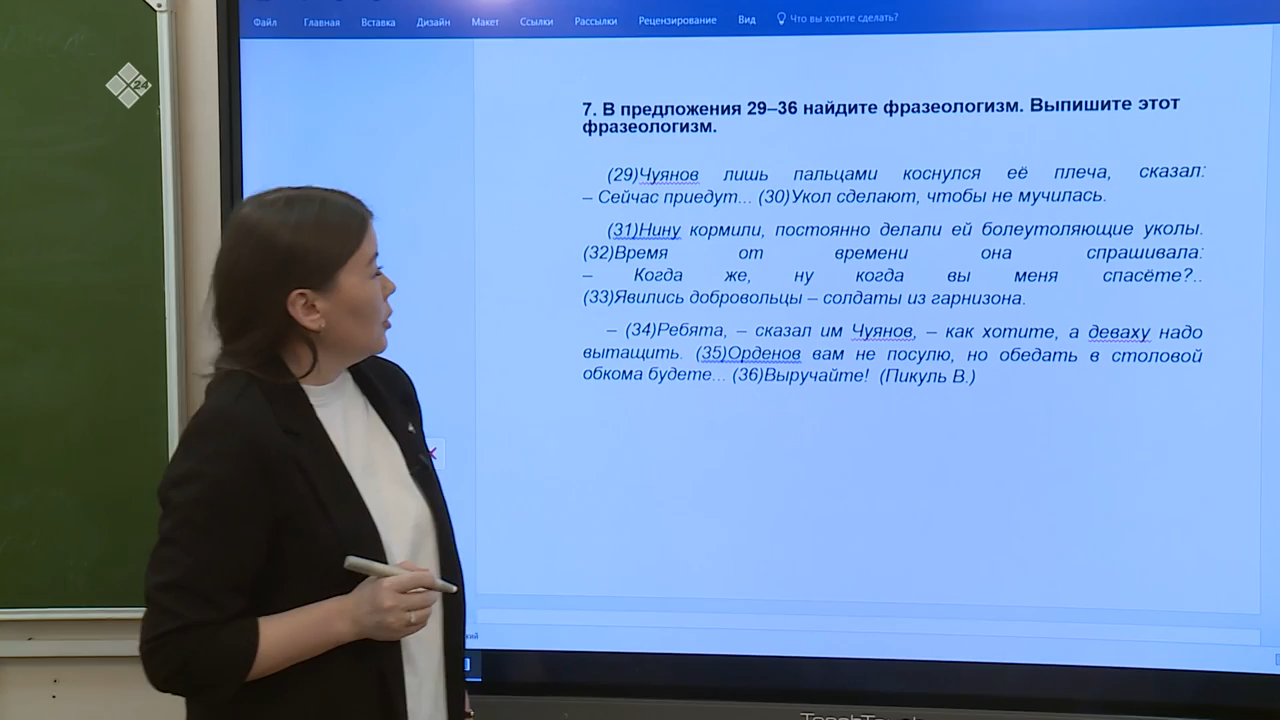 Файл Главная Вставка Дизайн Макет Ссылки Рассылки Рецензирование Вид Что вы хотите сделать?
24
7. В предложения 29–36 найдите фразеологизм. Выпишите этот
фразеологизм.
(29)Чуянов лишь пальцами коснулся её плеча, сказал:
– Сейчас приедут... (30)Укол сделают, чтобы не мучилась.
(31)Нину кормили, постоянно делали ей болеутоляющие уколы.
(32)Время от времени она спрашивала:
– Когда же, ну когда вы меня спасёте?..
(33)Явились добровольцы – солдаты из гарнизона.
– (34)Ребята, – сказал им Чуянов, – как хотите, а деваху надо
вытащить. (35)Орденов вам не посулю, но обедать в столовой
обкома будете... (36)Выручайте! (Пикуль В.)